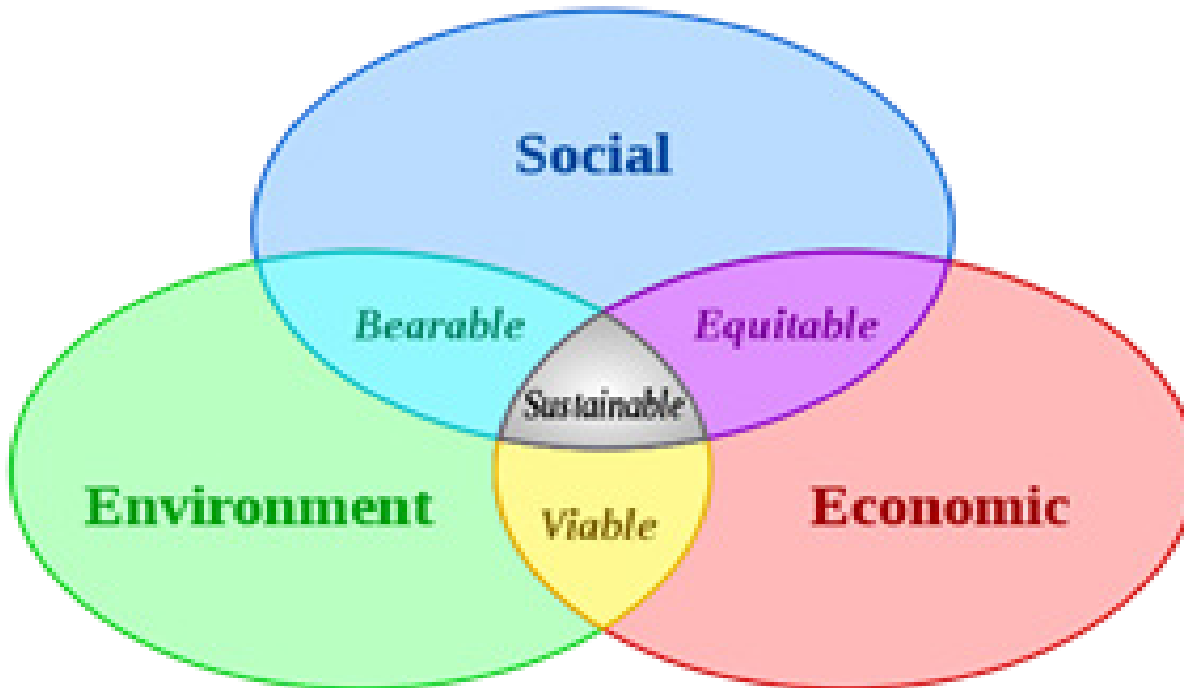 Social
Bearable
Equitable
Sustainable
Environment
Economic
Viable